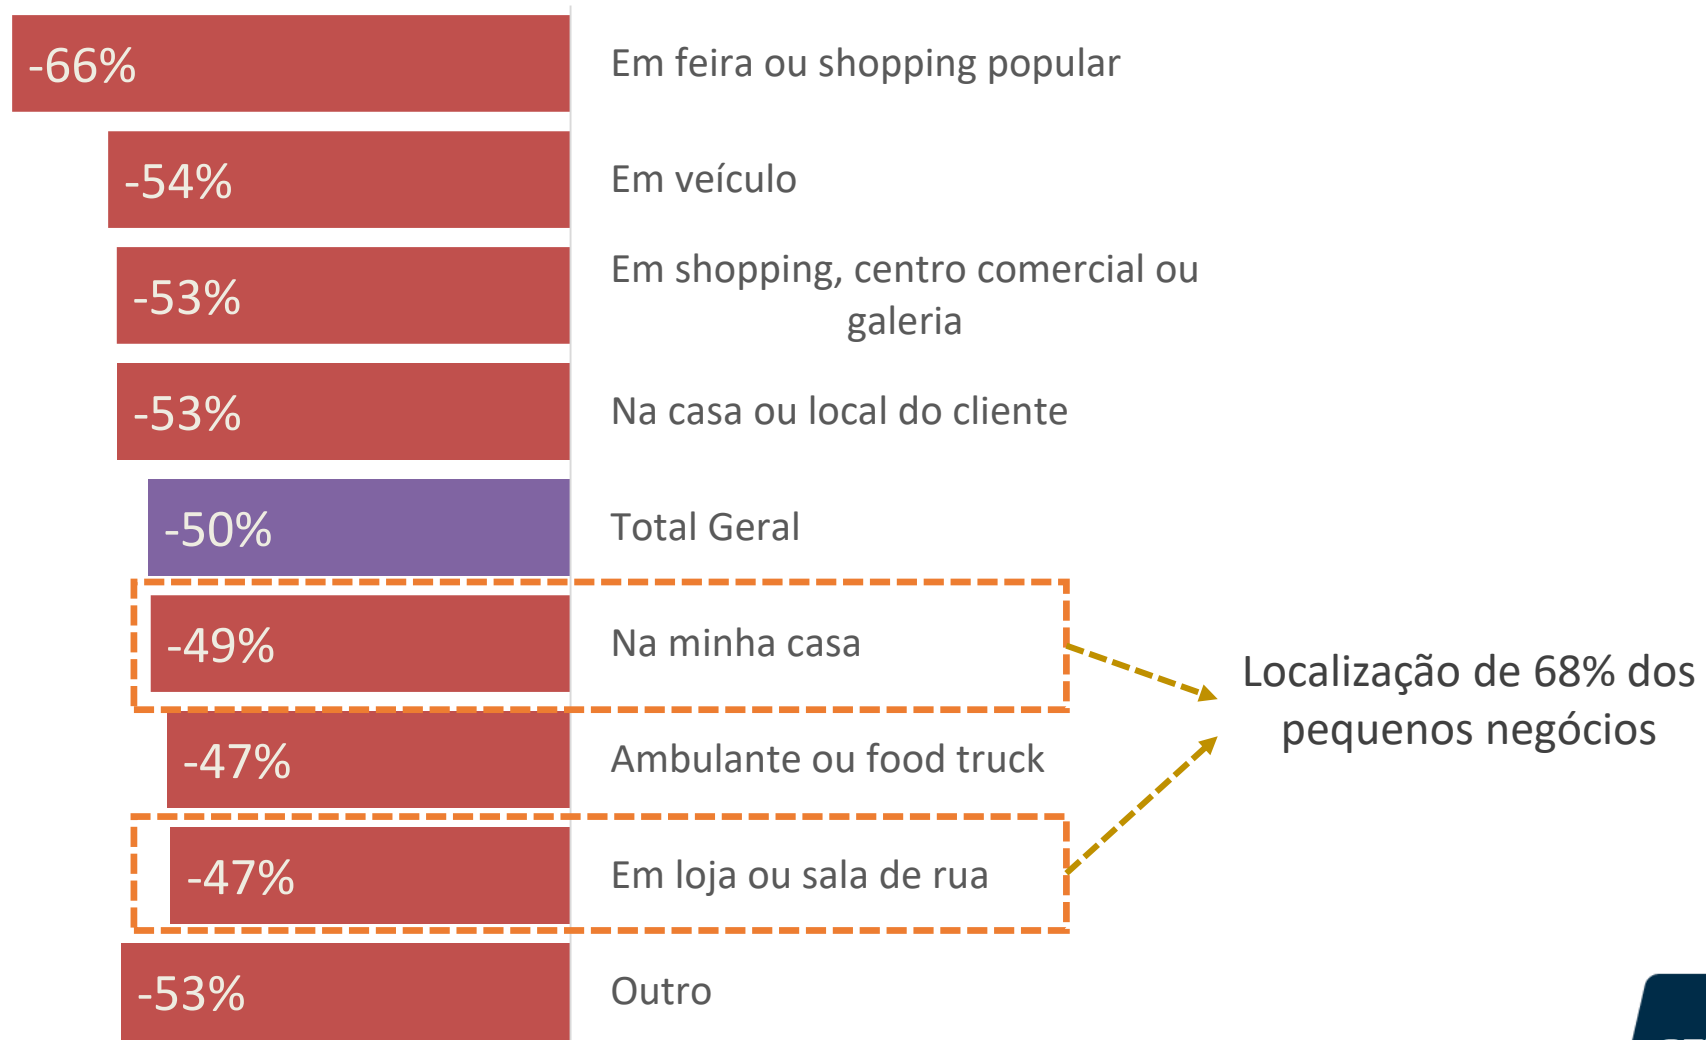 -66% Em feira ou shopping popular
-54% Em veículo
-53% Em shopping, centro comercial ou
galeria
-53% Na casa ou local do cliente
-50% Total Geral
-49% Na minha casa
Localização de 68% dos
pequenos negócios
-47% Ambulante ou food truck
-47% Em loja ou sala de rua
-53% Outro